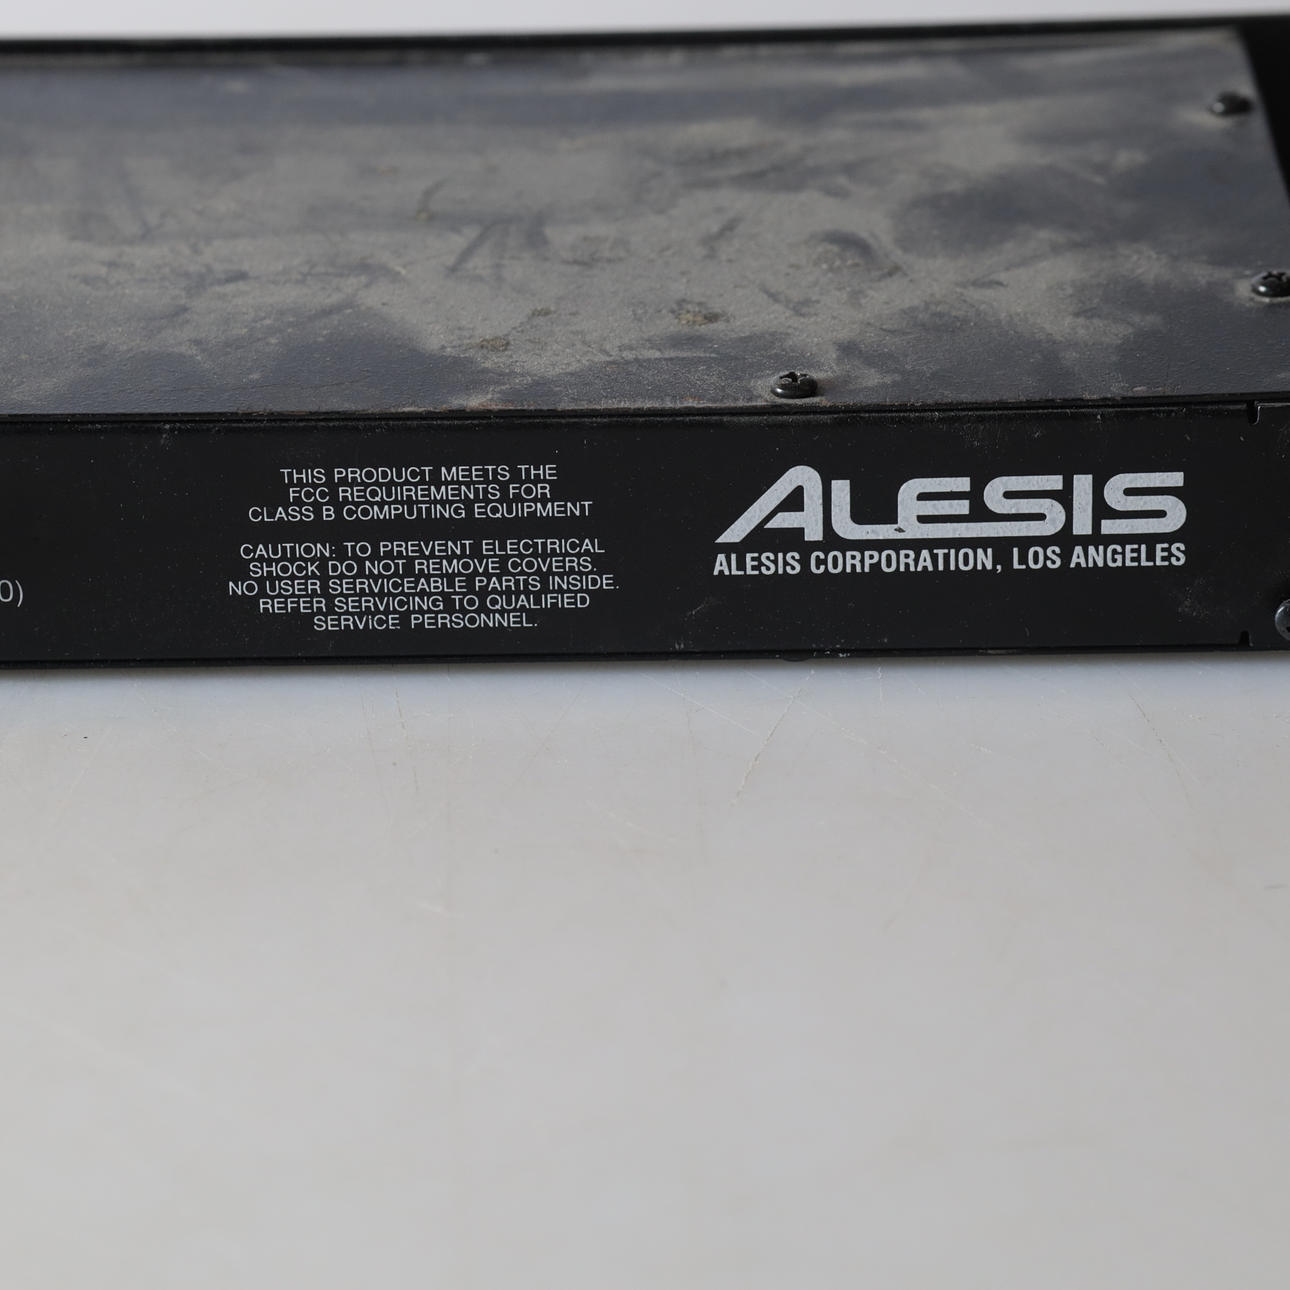 THIS PRODUCT MEETS THE
FCC REQUIREMENTS FOR
CLASS B COMPUTING EQUIPMENT
CAUTION: TO PREVENT ELECTRICAL
SHOCK DO NOT REMOVE COVERS.
NO USER SERVICEABLE PARTS INSIDE.
REFER SERVICING TO QUALIFIED
SERVICE PERSONNEL.
ALESIS
ALESIS CORPORATION, LOS ANGELES
0)